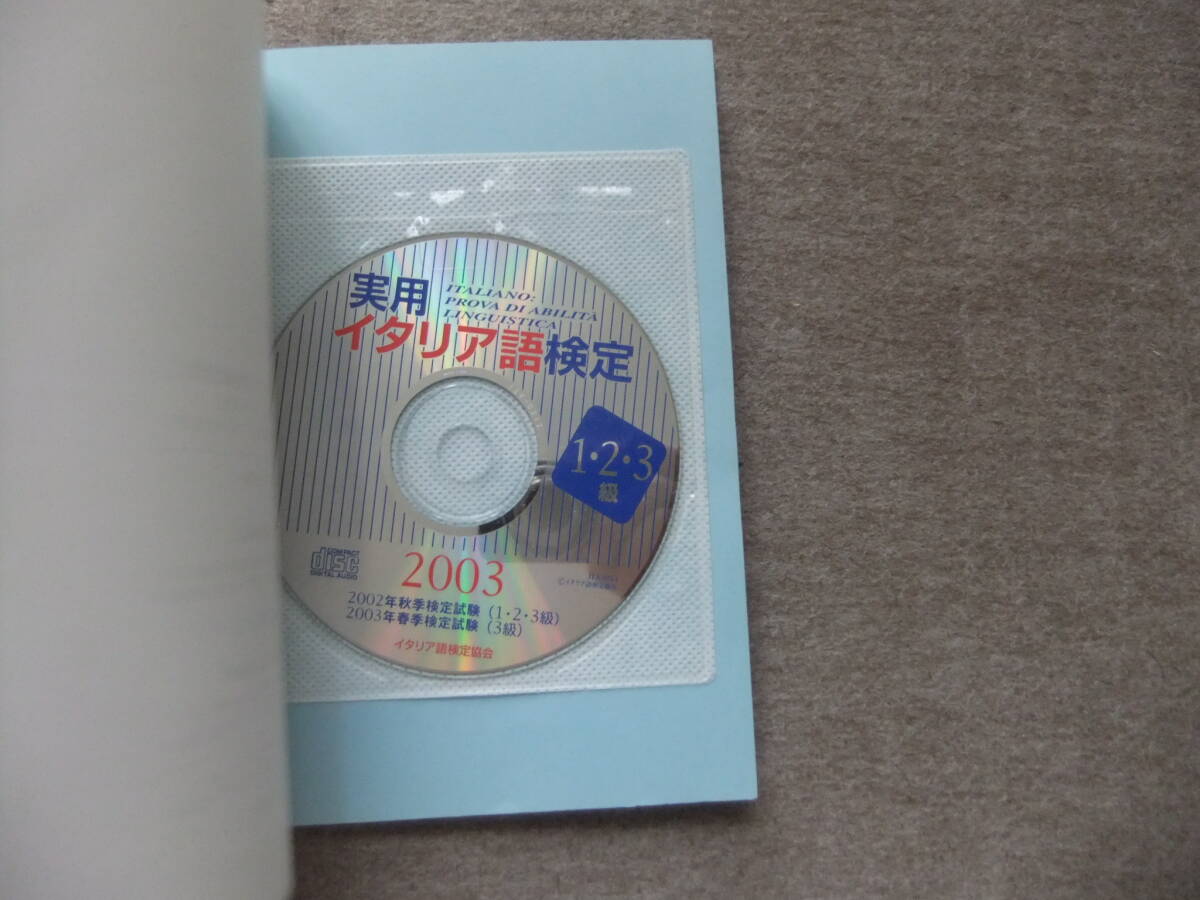 実用
ITALIANO:
PROVA DI ABILITÀ
LINGUISTICA
イタリア語検定
1・2・3
級
COMPACT
disc
DIGITAL AUDIO
2003
2002年秋季検定試験（1・2・3級）
2003年春季検定試験（3級）
イタリア語検定協会